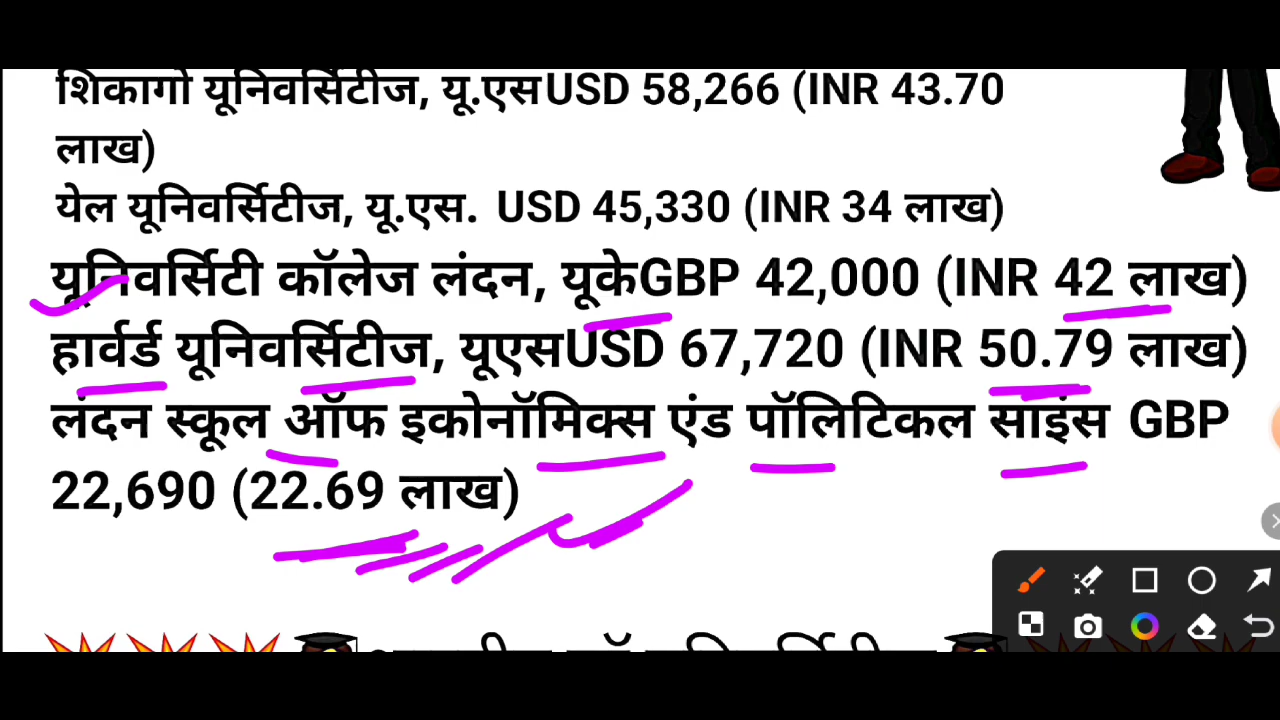 शिकागो यूनिवर्सिटीज, यू.एसUSD 58,266 (INR 43.70
लाख)
येल यूनिवर्सिटीज, यू.एस. USD 45,330 (INR 34 लाख)
यूनिवर्सिटी कॉलेज लंदन, यूकेGBP 42,000 (INR 42 लाख)
हार्वर्ड यूनिवर्सिटीज, यूएसUSD 67,720 (INR 50.79 लाख)
लंदन स्कूल ऑफ इकोनॉमिक्स एंड पॉलिटिकल साइंस GBP
22,690 (22.69 लाख)